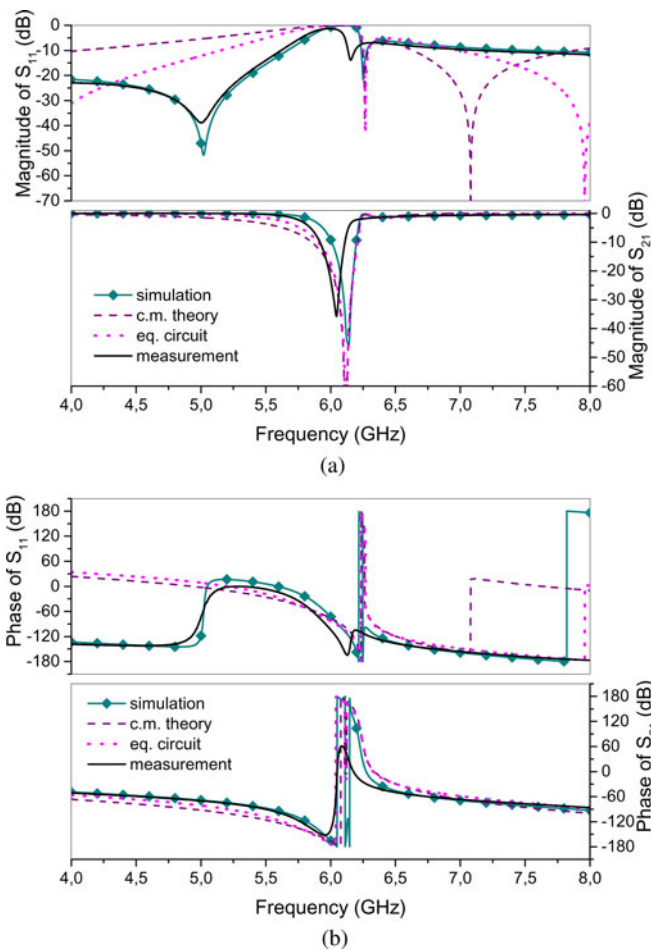 0
-10
-20
-30
-40
-50
-60
-70
Magnitude of S11 (dB)
0
-10
-20
-30
-40
-50
-60
Magnitude of S21 (dB)
simulation
c.m. theory
eq. circuit
measurement
4,0 4,5 5,0 5,5 6,0 6,5 7,0 7,5 8,0
Frequency (GHz)
(a)
180
120
60
0
-60
-120
-180
Phase of S11 (dB)
180
120
60
0
-60
-120
-180
Phase of S21 (dB)
simulation
c.m. theory
eq. circuit
measurement
4,0 4,5 5,0 5,5 6,0 6,5 7,0 7,5 8,0
Frequency (GHz)
(b)